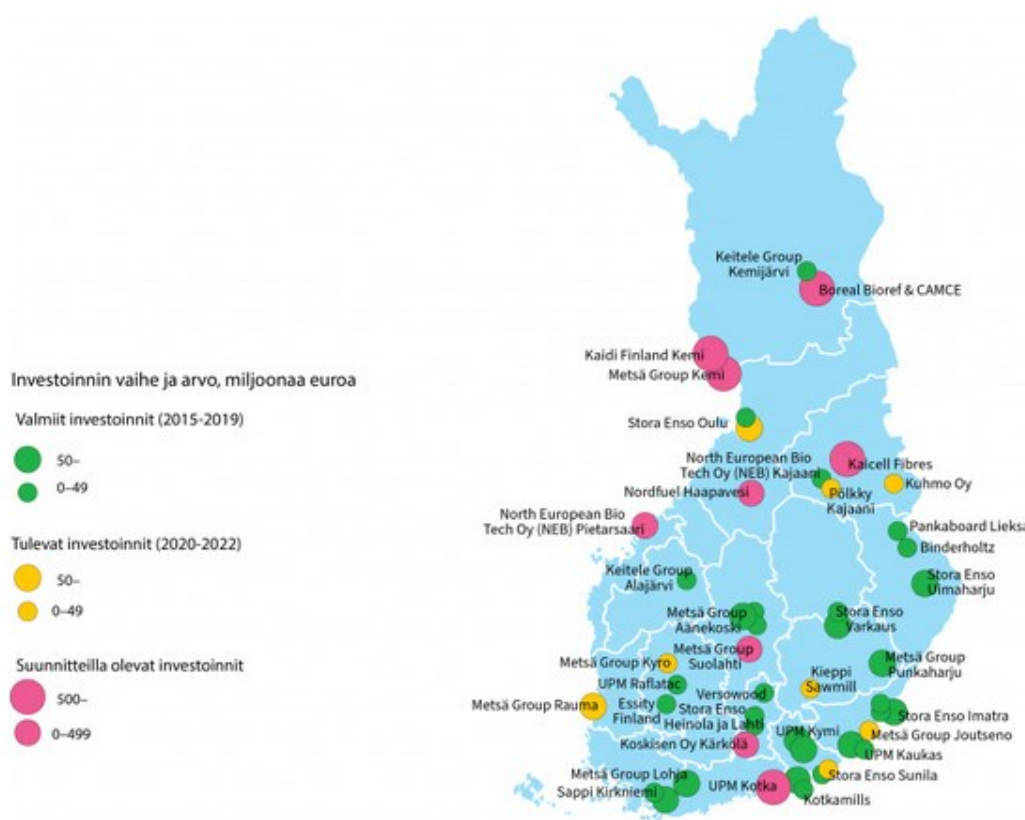 Investoinnin vaihe ja arvo, miljoonaa euroa
Valmiit investoinnit (2015-2019)
50–
0–49
Tulevat investoinnit (2020-2022)
50–
0–49
Suunnitteilla olevat investoinnit
500–
0–499
Keitele Group
Kemijärvi
Boreal Bioref & CAMCE
Kaidi Finland Kemi
Metsä Group Kemi
Stora Enso Oulu
North European Bio
Tech Oy (NEB) Kajaani
Kaicell Fibres
Kuhmo Oy
Nordfuel Haapavesi
Pölkky
Kajaani
North European Bio
Tech Oy (NEB) Pietarsaari
Pankaboard Lieksa
Binderholtz
Keitele Group
Alajärvi
Stora Enso
Uimaharju
Metsä Group
Äänekoski
Stora Enso
Varkaus
Metsä Group
Suolahti
Metsä Group Kyro
Kieppi
Sawmill
Metsä Group
Punkaharju
UPM Raflatac
Versowood
Metsä Group Rauma
Essity
Finland
Stora Enso
Heinola ja Lahti
Stora Enso Imatra
UPM Kymi
Metsä Group Joutseno
Koskisen Oy Kärkölä
UPM Kaukas
Metsä Group Lohja
Stora Enso Sunila
UPM Kotka
Sappi Kirkniemi
Kotkamills